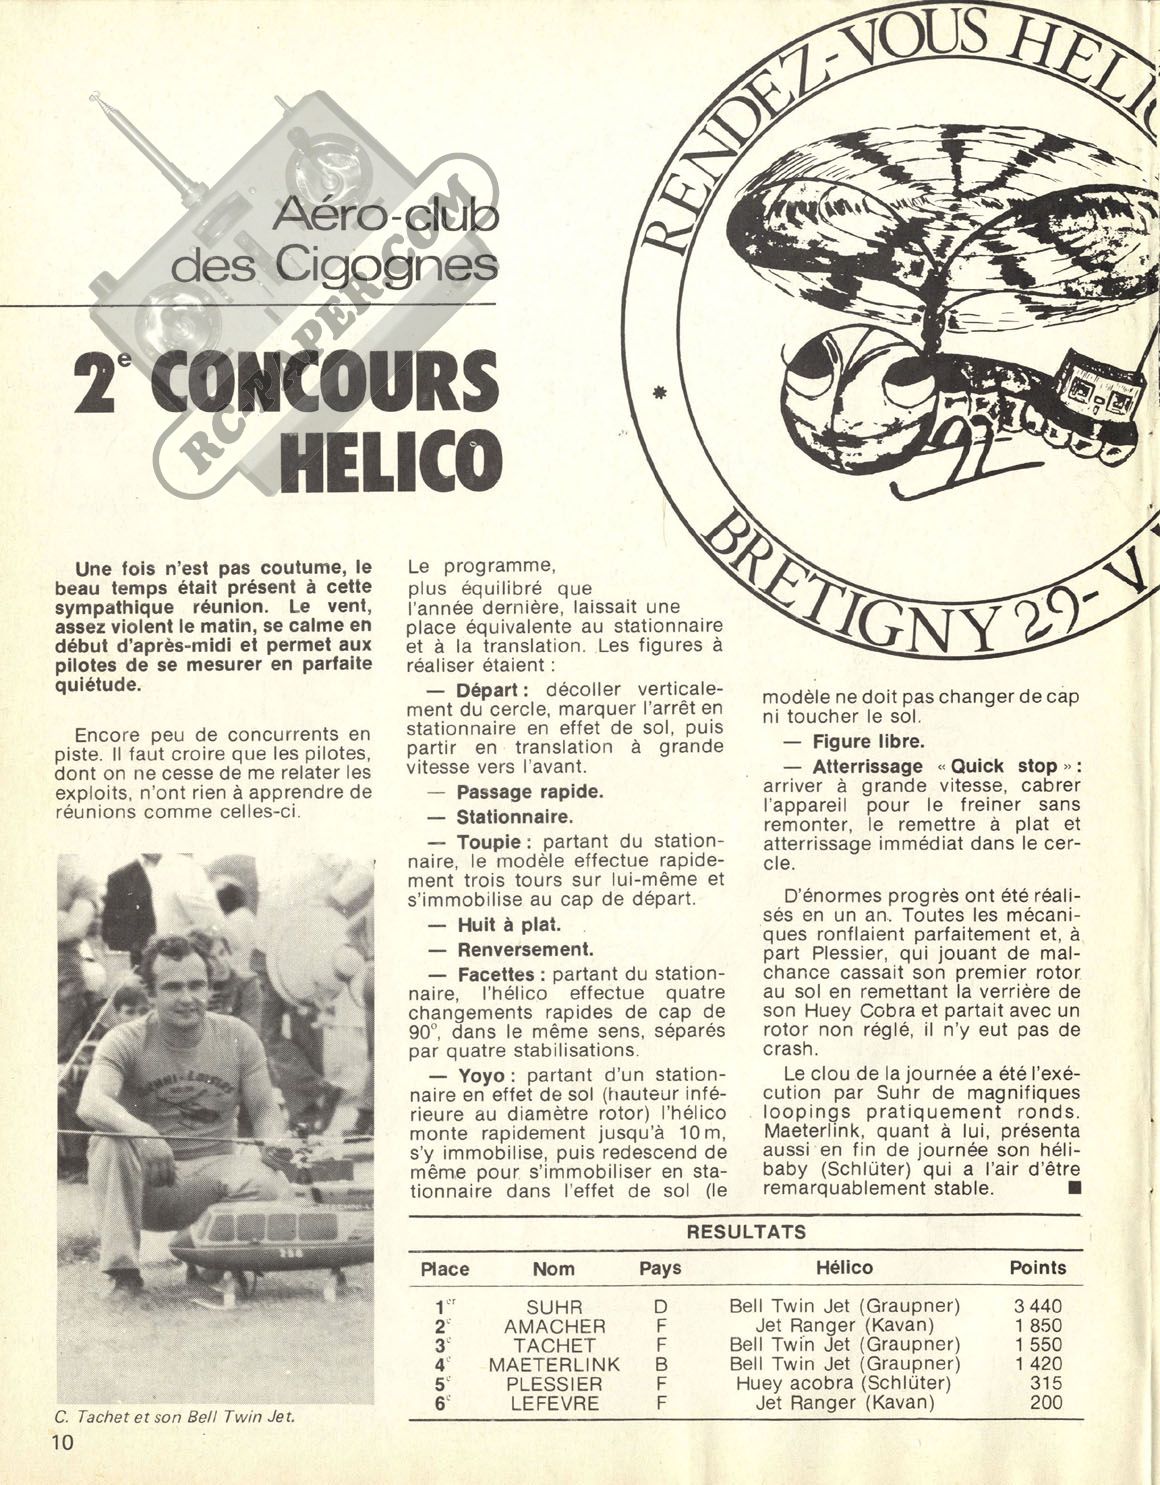 RENDEZ-VOUS HELIC
BRETIGNY 29- V
RC-PAPER.COM
Aéro-club
des Cigognes
2e CONCOURS
HELICO
Une fois n'est pas coutume, le
beau temps était présent à cette
sympathique réunion. Le vent,
assez violent le matin, se calme en
début d'après-midi et permet aux
pilotes de se mesurer en parfaite
quiétude.
Encore peu de concurrents en
piste. Il faut croire que les pilotes,
dont on ne cesse de me relater les
exploits, n'ont rien à apprendre de
réunions comme celles-ci.
C. Tachet et son Bell Twin Jet.
10
Le programme,
plus équilibré que
l'année dernière, laissait une
place équivalente au stationnaire
et à la translation. Les figures à
réaliser étaient :
— Départ : décoller verticale-
ment du cercle, marquer l'arrêt en
stationnaire en effet de sol, puis
partir en translation à grande
vitesse vers l'avant.
— Passage rapide.
— Stationnaire.
— Toupie : partant du station-
naire, le modèle effectue rapide-
ment trois tours sur lui-même et
s'immobilise au cap de départ.
— Huit à plat.
— Renversement.
— Facettes : partant du station-
naire, l'hélico effectue quatre
changements rapides de cap de
90°, dans le même sens, séparés
par quatre stabilisations.
— Yoyo : partant d'un station-
naire en effet de sol (hauteur infé-
rieure au diamètre rotor) l'hélico
monte rapidement jusqu'à 10 m,
s'y immobilise, puis redescend de
même pour s'immobiliser en sta-
tionnaire dans l'effet de sol (le
modèle ne doit pas changer de cap
ni toucher le sol.
— Figure libre.
— Atterrissage « Quick stop » :
arriver à grande vitesse, cabrer
l'appareil pour le freiner sans
remonter, le remettre à plat et
atterrissage immédiat dans le cer-
cle.
D'énormes progrès ont été réali-
sés en un an. Toutes les mécani-
ques ronflaient parfaitement et, à
part Plessier, qui jouant de mal-
chance cassait son premier rotor
au sol en remettant la verrière de
son Huey Cobra et partait avec un
rotor non réglé, il n'y eut pas de
crash.
Le clou de la journée a été l'exé-
cution par Suhr de magnifiques
loopings pratiquement ronds.
Maeterlink, quant à lui, présenta
aussi en fin de journée son héli-
baby (Schlüter) qui a l'air d'être
remarquablement stable. ■
RESULTATS
Place Nom Pays Hélico Points
1er SUHR D Bell Twin Jet (Graupner) 3 440
2e AMACHER F Jet Ranger (Kavan) 1 850
3e TACHET F Bell Twin Jet (Graupner) 1 550
4e MAETERLINK B Bell Twin Jet (Graupner) 1 420
5e PLESSIER F Huey acobra (Schlüter) 315
6e LEFEVRE F Jet Ranger (Kavan) 200